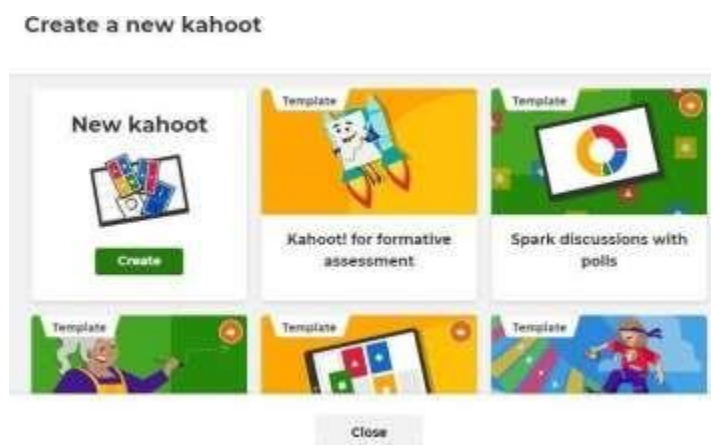 Create a new kahoot
New kahoot
Create
Template
Kahoot! for formative
assessment
Template
Spark discussions with
polls
Template
Template
Template
Close